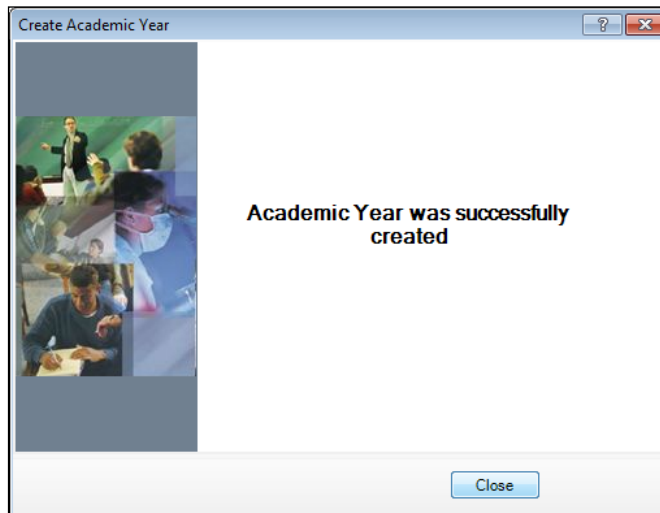 Create Academic Year
?
Academic Year was successfully
created
Close